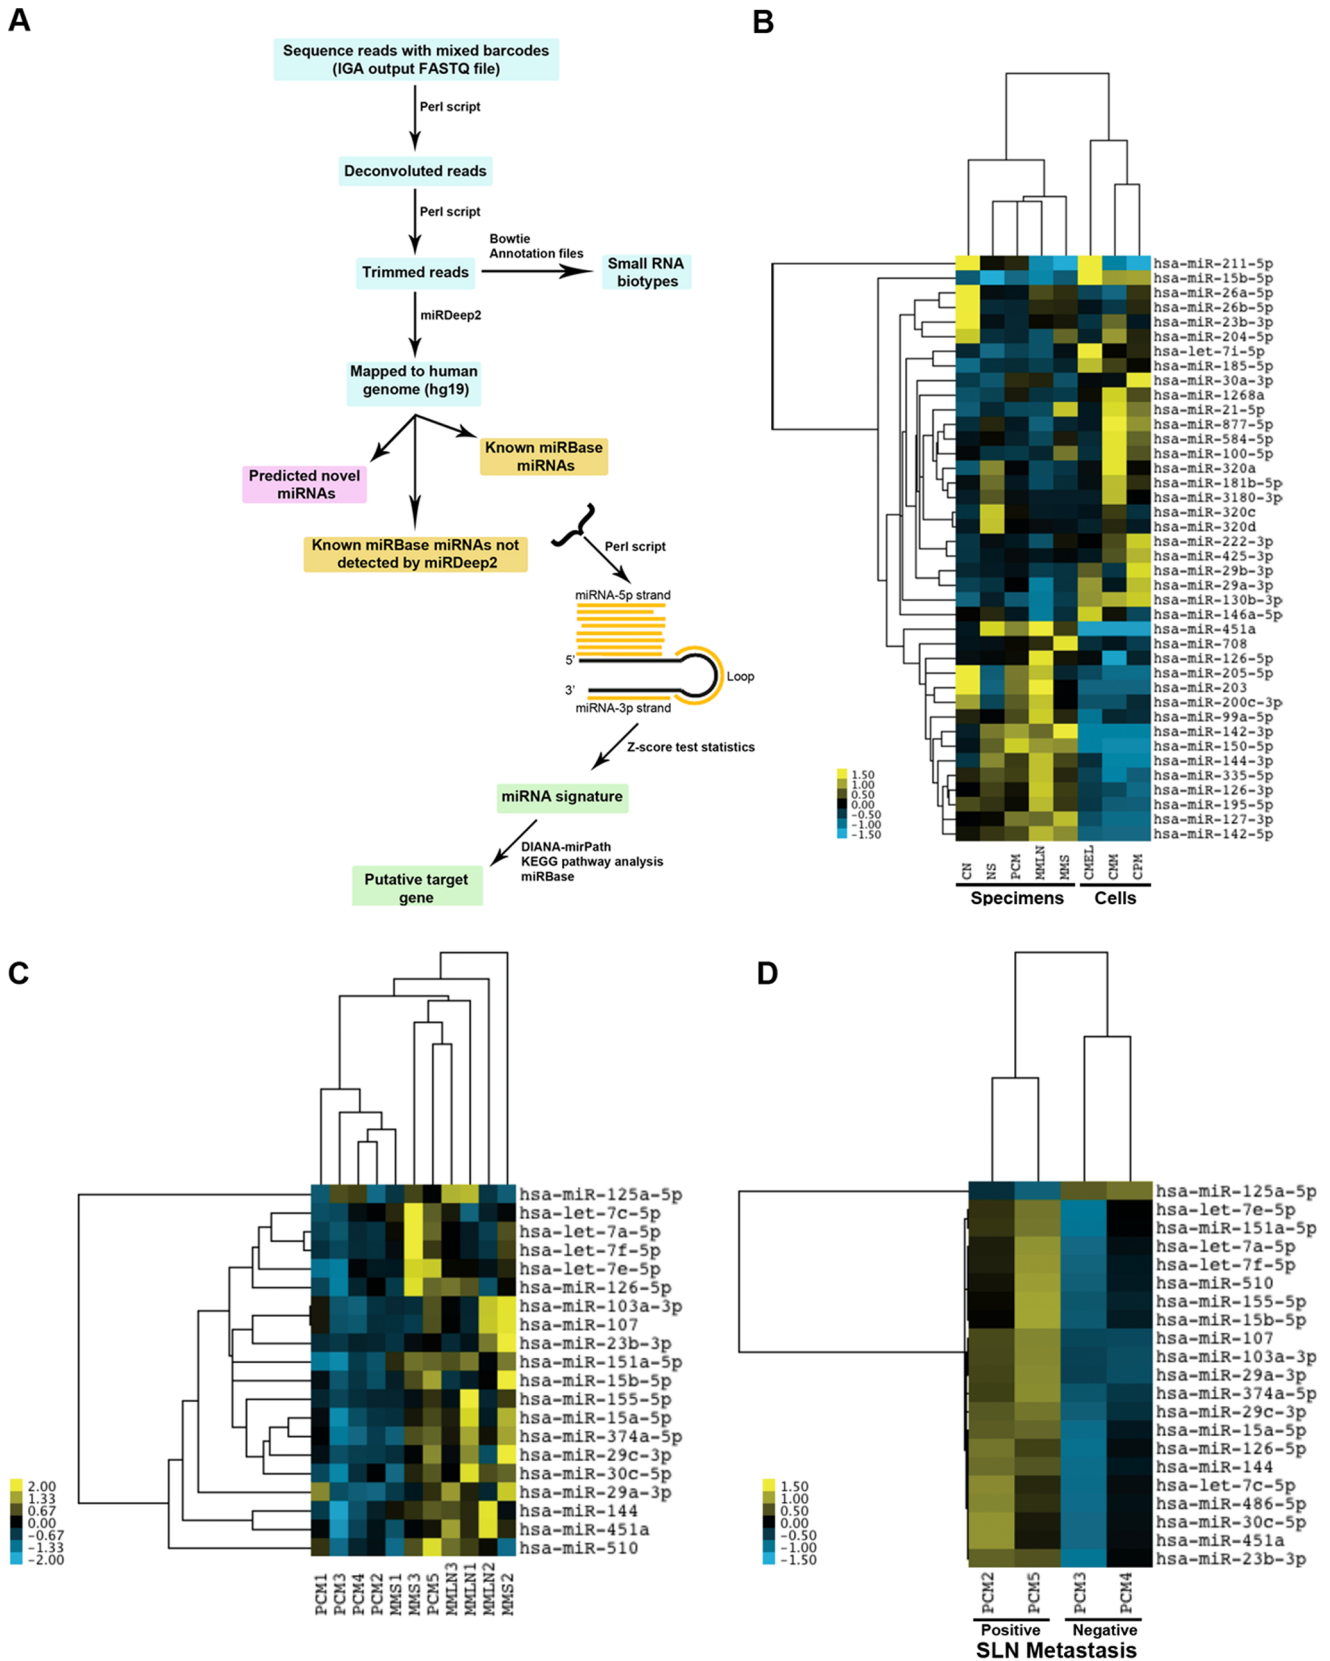 A
Sequence reads with mixed barcodes
(IGA output FASTQ file)
Perl script
Deconvoluted reads
Perl script
Trimmed reads
Bowtie
Annotation files
Small RNA
biotypes
miRDeep2
Mapped to human
genome (hg19)
Known miRBase
miRNAs
Predicted novel
miRNAs
Known miRBase miRNAs not
detected by miRDeep2
Perl script
miRNA-5p strand
5'
Loop
3'
miRNA-3p strand
Z-score test statistics
miRNA signature
DIANA-mirPath
KEGG pathway analysis
miRBase
Putative target
gene
B
hsa-miR-211-5p
hsa-miR-15b-5p
hsa-miR-26a-5p
hsa-miR-26b-5p
hsa-miR-23b-3p
hsa-miR-204-5p
hsa-let-7i-5p
hsa-miR-185-5p
hsa-miR-30a-3p
hsa-miR-1268a
hsa-miR-21-5p
hsa-miR-877-5p
hsa-miR-584-5p
hsa-miR-100-5p
hsa-miR-320a
hsa-miR-181b-5p
hsa-miR-3180-3p
hsa-miR-320c
hsa-miR-320d
hsa-miR-222-3p
hsa-miR-425-3p
hsa-miR-29b-3p
hsa-miR-29a-3p
hsa-miR-130b-3p
hsa-miR-146a-5p
hsa-miR-451a
hsa-miR-708
hsa-miR-126-5p
hsa-miR-205-5p
hsa-miR-203
hsa-miR-200c-3p
hsa-miR-99a-5p
hsa-miR-142-3p
hsa-miR-150-5p
hsa-miR-144-3p
hsa-miR-335-5p
hsa-miR-126-3p
hsa-miR-195-5p
hsa-miR-127-3p
hsa-miR-142-5p
1.50
1.00
0.50
0.00
-0.50
-1.00
-1.50
CN NS PCM MMLN MMS CMEL CMM CPM
Specimens Cells
C
hsa-miR-125a-5p
hsa-let-7c-5p
hsa-let-7a-5p
hsa-let-7f-5p
hsa-let-7e-5p
hsa-miR-126-5p
hsa-miR-103a-3p
hsa-miR-107
hsa-miR-23b-3p
hsa-miR-151a-5p
hsa-miR-15b-5p
hsa-miR-155-5p
hsa-miR-15a-5p
hsa-miR-374a-5p
hsa-miR-29c-3p
hsa-miR-30c-5p
hsa-miR-29a-3p
hsa-miR-144
hsa-miR-451a
hsa-miR-510
2.00
1.33
0.67
0.00
-0.67
-1.33
-2.00
PCM1 PCM3 PCM4 PCM2 MMS1 MMS3 PCM5 MMLN3 MMLN1 MMLN2 MMS2
D
hsa-miR-125a-5p
hsa-let-7e-5p
hsa-miR-151a-5p
hsa-let-7a-5p
hsa-let-7f-5p
hsa-miR-510
hsa-miR-155-5p
hsa-miR-15b-5p
hsa-miR-107
hsa-miR-103a-3p
hsa-miR-29a-3p
hsa-miR-374a-5p
hsa-miR-29c-3p
hsa-miR-15a-5p
hsa-miR-126-5p
hsa-miR-144
hsa-let-7c-5p
hsa-miR-486-5p
hsa-miR-30c-5p
hsa-miR-451a
hsa-miR-23b-3p
1.50
1.00
0.50
0.00
-0.50
-1.00
-1.50
PCM2 PCM5 PCM3 PCM4
Positive Negative
SLN Metastasis